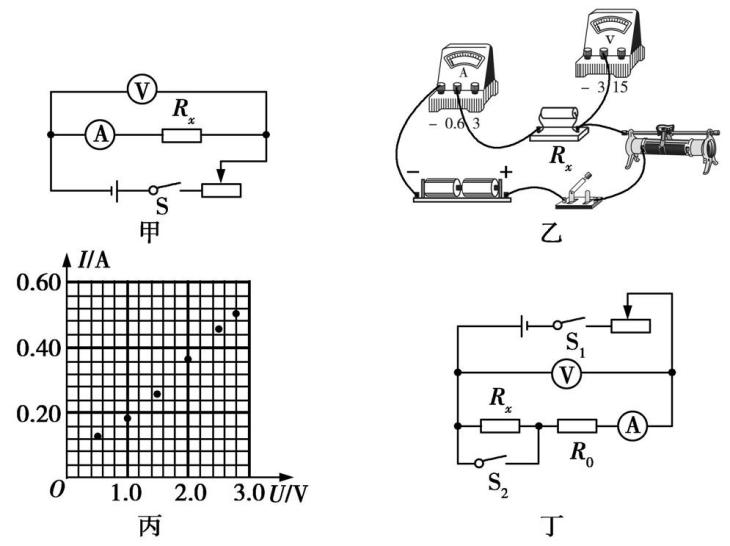 V
A
Rₓ
S
甲
A
− 0.6 3
V
− 3 15
Rₓ
− +
乙
I/A
0.60
0.40
0.20
O 1.0 2.0 3.0 U/V
丙
S₁
V
Rₓ
R₀
A
S₂
丁